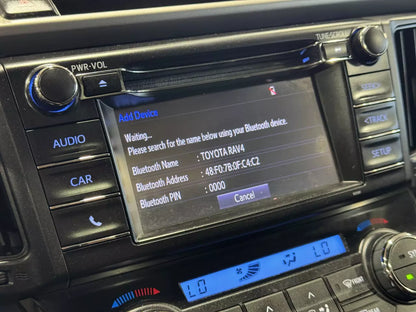 PWR•VOL
TUNE•SCROLL
AUDIO
CAR
SEARCH
<TRACK
SETUP
Add Device
Waiting...
Please search for the name below using your Bluetooth device.
Bluetooth Name : TOYOTA RAV4
Bluetooth Address : 48:F0:7B:0F:C4:C2
Bluetooth PIN : 0000
Cancel
LO LO
FRONT